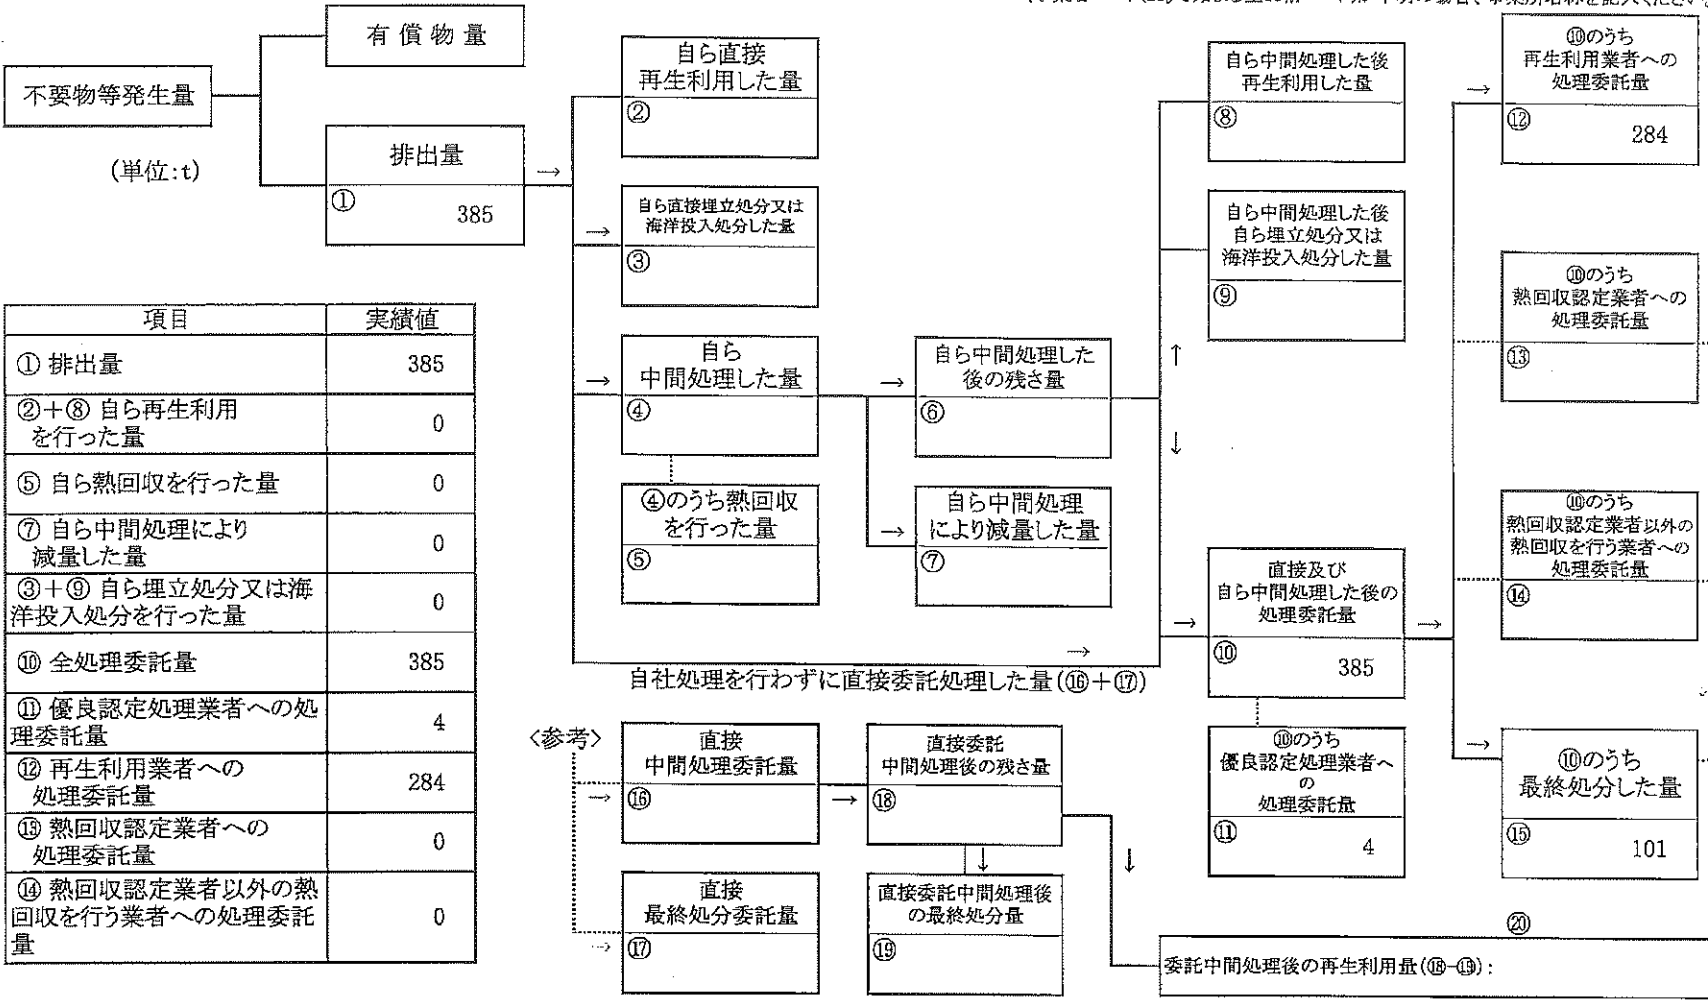 有償物量
不要物等発生量
(単位:t)
排出量
①
385
→
自ら直接
再生利用した量
②
→
自ら直接埋立処分又は
海洋投入処分した量
③
→
自ら
中間処理した量
④
④のうち熱回収
を行った量
⑤
→
自ら中間処理した
後の残さ量
⑥
→
自ら中間処理
により減量した量
⑦
自ら中間処理した後
再生利用した量
⑧
自ら中間処理した後
自ら埋立処分又は
海洋投入処分した量
⑨
↑
↓
→
直接及び
自ら中間処理した後の
処理委託量
⑩
385
⑩のうち
優良認定処理業者へ
の
処理委託量
⑪
4
→
→
⑩のうち
再生利用業者への
処理委託量
⑫
284
⑩のうち
熱回収認定業者への
処理委託量
⑬
⑩のうち
熱回収認定業者以外の
熱回収を行う業者への
処理委託量
⑭
→
⑩のうち
最終処分した量
⑮
101
→
自社処理を行わずに直接委託処理した量(⑯+⑰)
<参考>
→
直接
中間処理委託量
⑯
→
直接委託
中間処理後の残さ量
⑱
↓
↓
→
直接
最終処分委託量
⑰
直接委託中間処理後
の最終処分量
⑲
⑳
委託中間処理後の再生利用量(⑱-⑲):
項目 実績値
① 排出量 385
②+⑧ 自ら再生利用
を行った量 0
⑤ 自ら熱回収を行った量 0
⑦ 自ら中間処理により
減量した量 0
③+⑨ 自ら埋立処分又は海
洋投入処分を行った量 0
⑩ 全処理委託量 385
⑪ 優良認定処理業者への処
理委託量 4
⑫ 再生利用業者への
処理委託量 284
⑬ 熱回収認定業者への
処理委託量 0
⑭ 熱回収認定業者以外の熱
回収を行う業者への処理委託
量 0